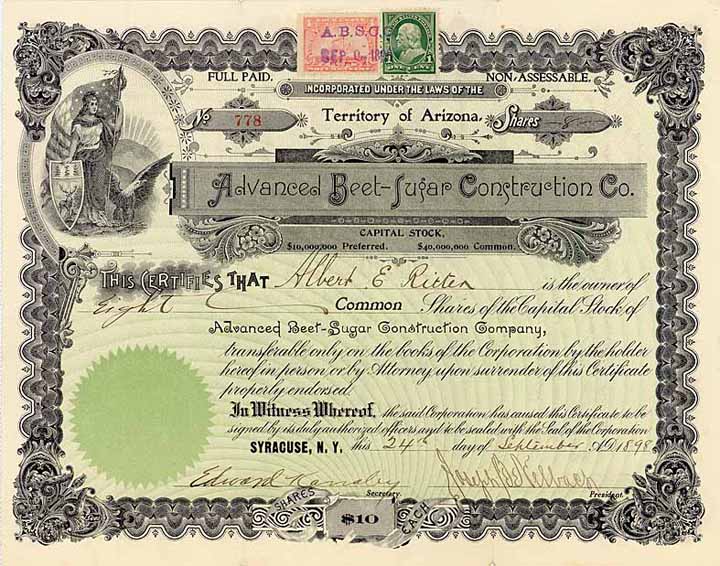 A.B.S.C.
SEP
ONE CENT
FULL PAID.
NON-ASSESSABLE.
INCORPORATED UNDER THE LAWS OF THE
No 778
Territory of Arizona.
Shares 8
Advanced Beet-Sugar Construction Co.
CAPITAL STOCK,
$10,000,000 Preferred. $40,000,000 Common.
THIS CERTIFIES THAT Albert E Ritter is the owner of
Eight Common Shares of the Capital Stock of
Advanced Beet-Sugar Construction Company,
transferable only on the books of the Corporation by the holder
hereof in person or by Attorney upon surrender of this Certificate
properly endorsed.
In Witness Whereof, the said Corporation has caused this Certificate to be
signed by its duly authorized officers and to be sealed with the Seal of the Corporation
SYRACUSE, N.Y. this 24th day of September A.D. 1898
Edward
Joseph
Secretary.
President.
SHARES $10 EACH